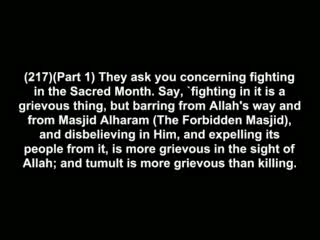 (217)(Part 1) They ask you concerning fighting
in the Sacred Month. Say, `fighting in it is a
grievous thing, but barring from Allah's way and
from Masjid Alharam (The Forbidden Masjid),
and disbelieving in Him, and expelling its
people from it, is more grievous in the sight of
Allah; and tumult is more grievous than killing.